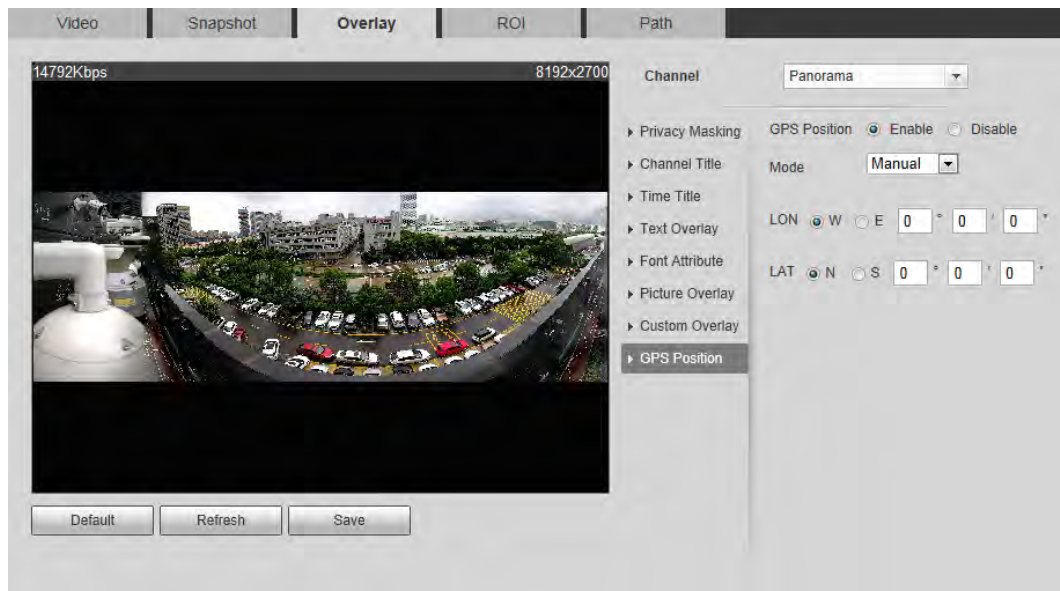 Video Snapshot Overlay ROI Path
14792Kbps 8192x2700
Channel Panorama
Privacy Masking
Channel Title
Time Title
Text Overlay
Font Attribute
Picture Overlay
Custom Overlay
GPS Position
GPS Position Enable Disable
Mode Manual
LON W E 0 ° 0 ' 0 "
LAT N S 0 ° 0 ' 0 "
Default Refresh Save